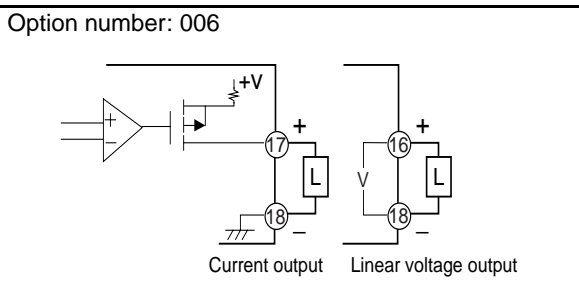 Option number: 006
+V
+
−
+
17
L
18
−
+
16
V
L
18
−
Current output
Linear voltage output